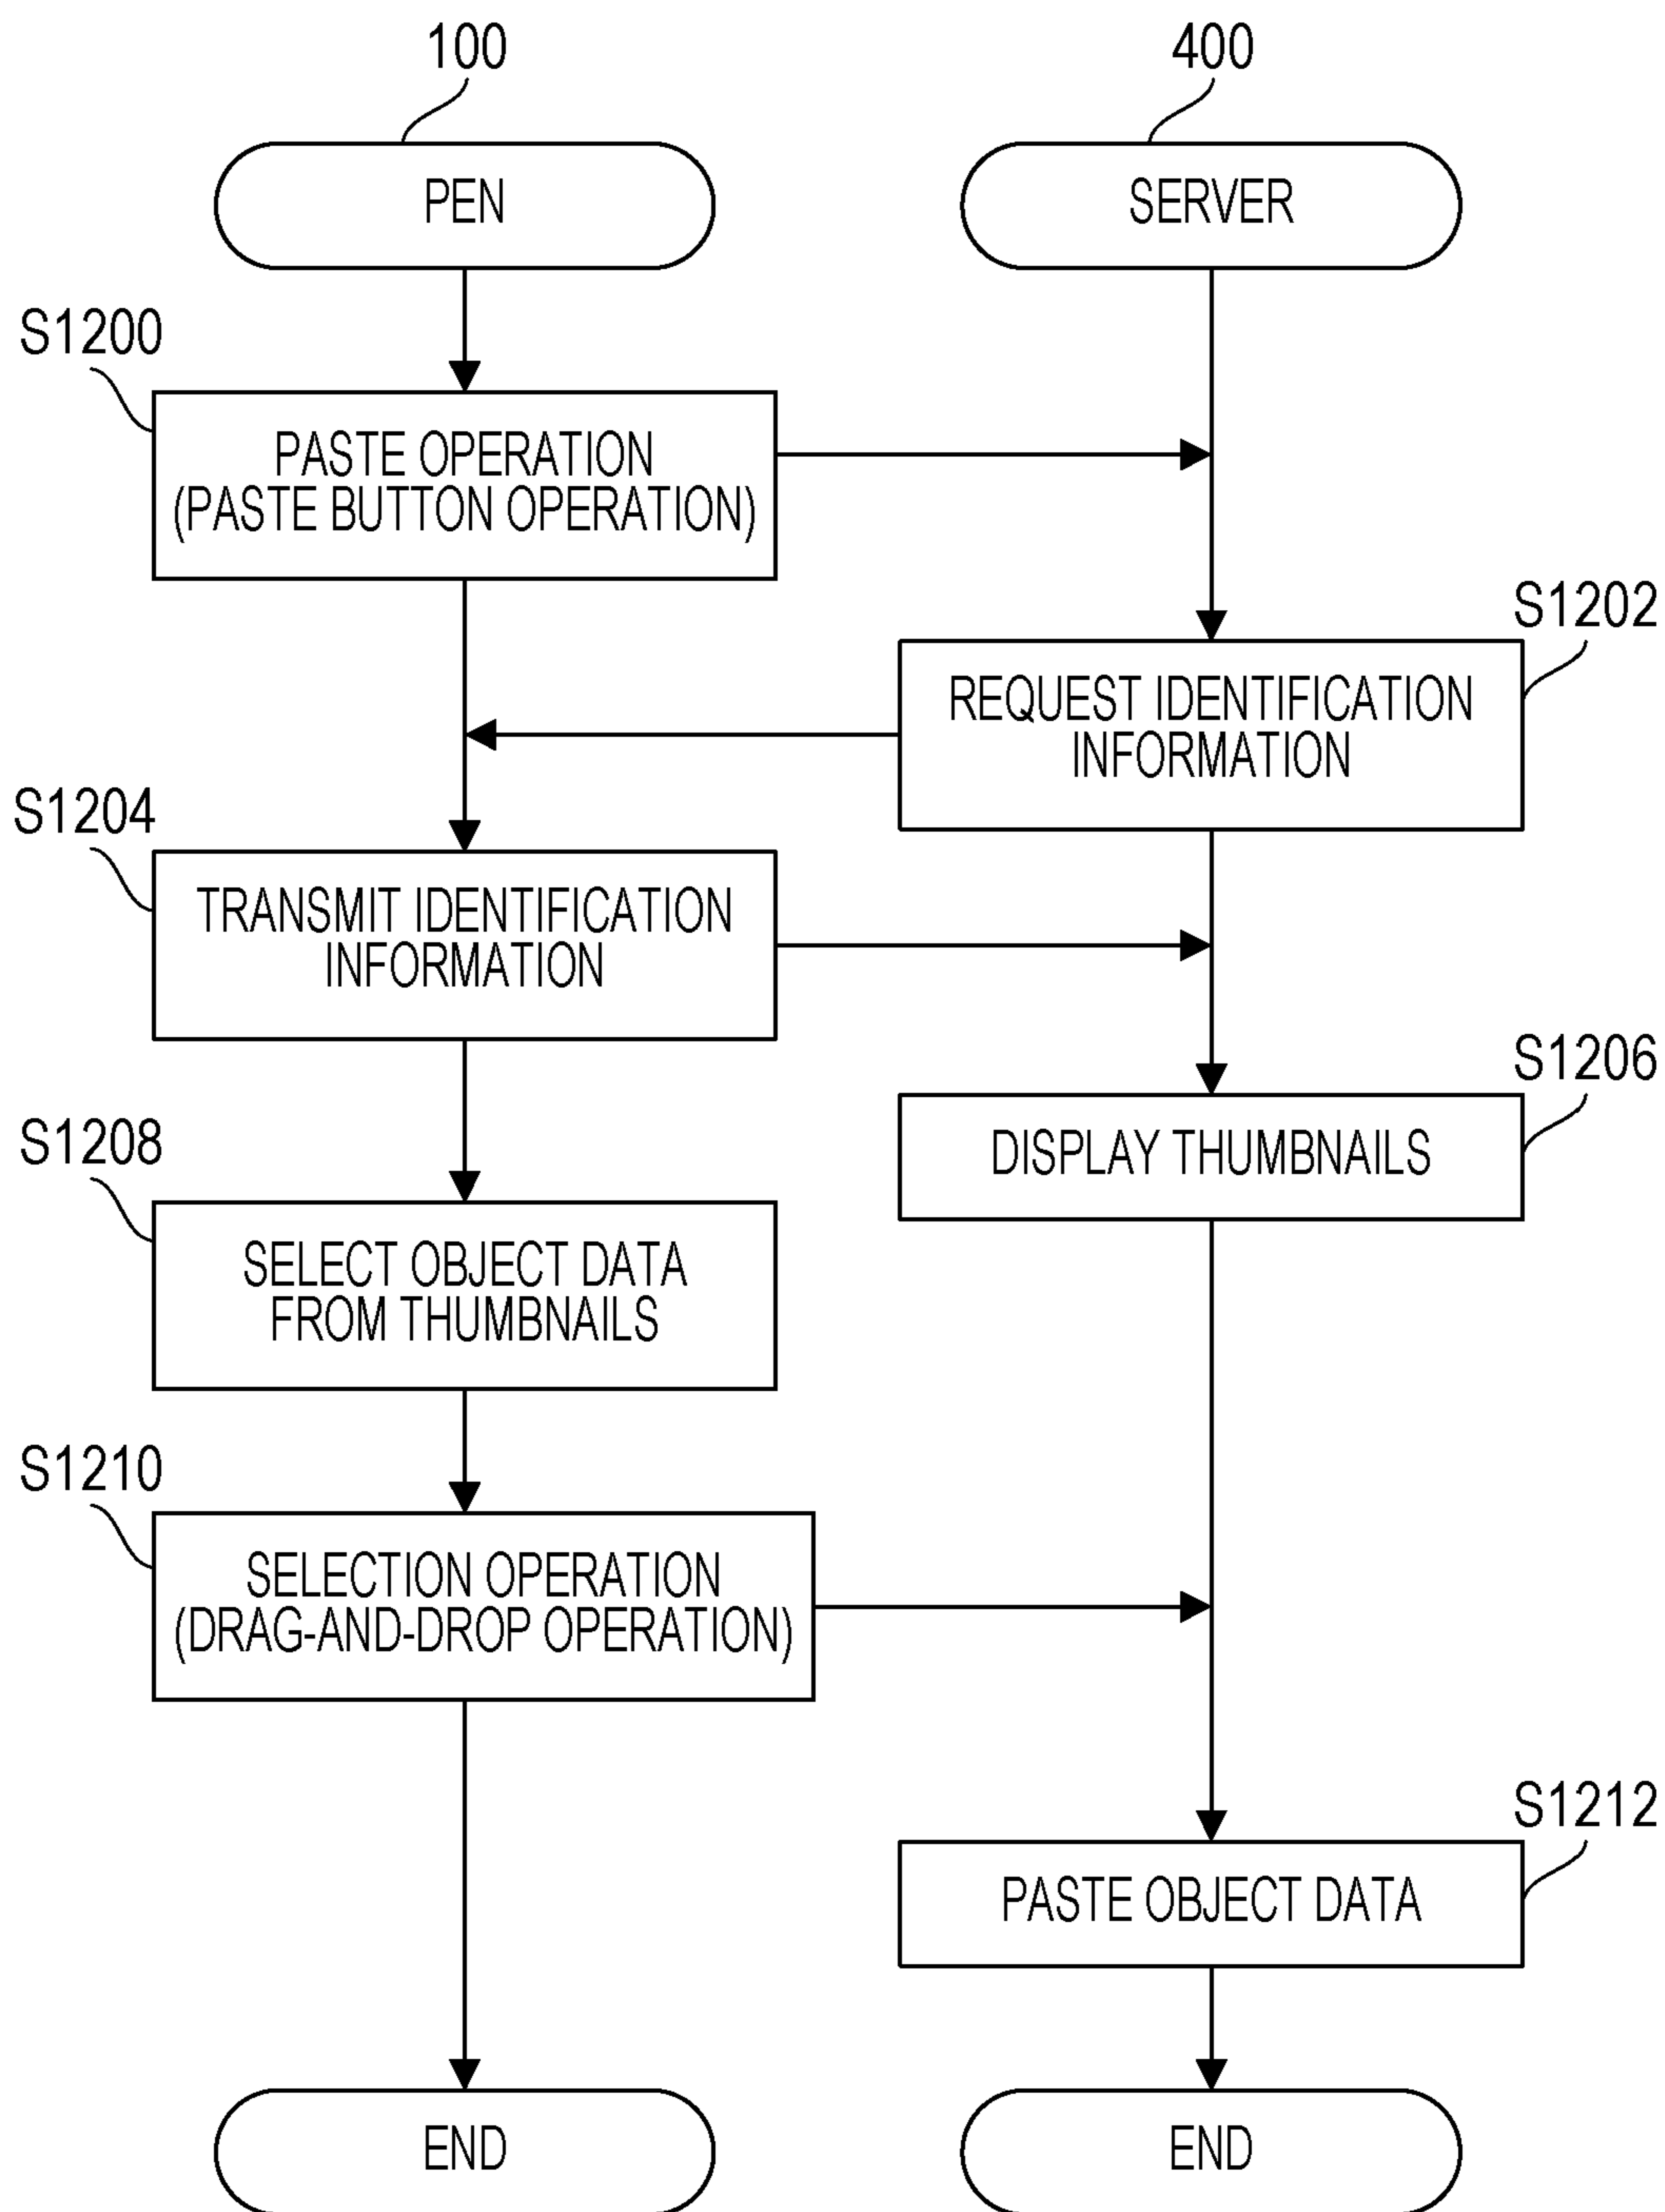 100
400
PEN
SERVER
S1200
PASTE OPERATION
(PASTE BUTTON OPERATION)
S1202
REQUEST IDENTIFICATION
INFORMATION
S1204
TRANSMIT IDENTIFICATION
INFORMATION
S1206
DISPLAY THUMBNAILS
S1208
SELECT OBJECT DATA
FROM THUMBNAILS
S1210
SELECTION OPERATION
(DRAG-AND-DROP OPERATION)
S1212
PASTE OBJECT DATA
END
END